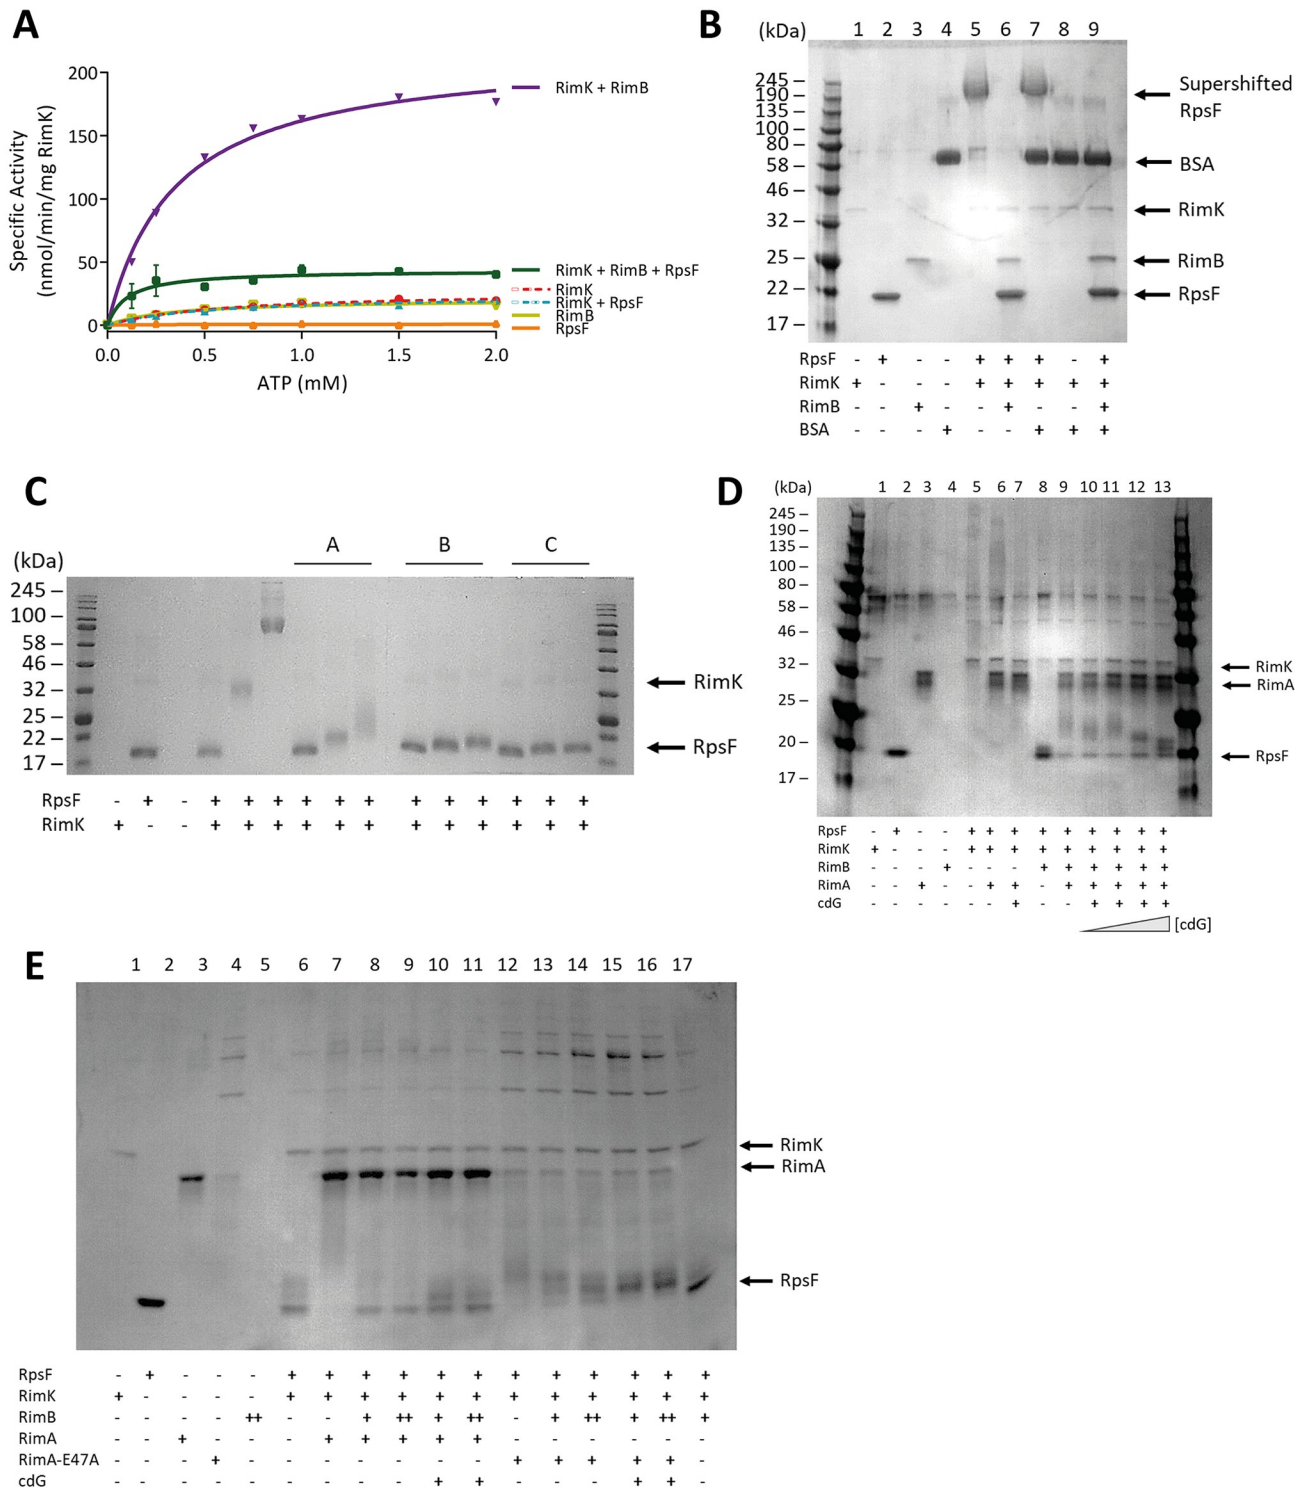 A
200
150
100
50
0
Specific Activity
(nmol/min/mg RimK)
0.0 0.5 1.0 1.5 2.0
ATP (mM)
RimK + RimB
RimK + RimB + RpsF
RimK
RimK + RpsF
RimB
RpsF
B
(kDa) 1 2 3 4 5 6 7 8 9
245 –
190 –
135 –
100 –
80 –
58 –
46 –
32 –
25 –
22 –
17 –
Supershifted
RpsF
BSA
RimK
RimB
RpsF
RpsF - + - - + + + - +
RimK + - - - + + + + +
RimB - - + - - + - - +
BSA - - - + - - + + +
C
(kDa)
A B C
245 –
100 –
58 –
46 –
32 –
25 –
22 –
17 –
RimK
RpsF
RpsF - + - + + + + + + + + + + + +
RimK + - - + + + + + + + + + + + +
D
(kDa) 1 2 3 4 5 6 7 8 9 10 11 12 13
245 –
190 –
135 –
100 –
80 –
58 –
46 –
32 –
25 –
20 –
17 –
RimK
RimA
RpsF
RpsF - + - - + + + + + + + + +
RimK + - - - + + + + + + + + +
RimB - - - + - - - + + + + + +
RimA - - + - - + + - + + + + +
cdG - - - - - - + - - + + + +
[cdG]
E
1 2 3 4 5 6 7 8 9 10 11 12 13 14 15 16 17
RimK
RimA
RpsF
RpsF - + - - - + + + + + + + + + + + +
RimK + - - - - + + + + + + + + + + + +
RimB - - - - ++ - - + ++ + ++ - + ++ + ++ +
RimA - - + - - - + + + + + - - - - - -
RimA-E47A - - - + - - - - - - - + + + + + -
cdG - - - - - - - - - + + - - - + + -